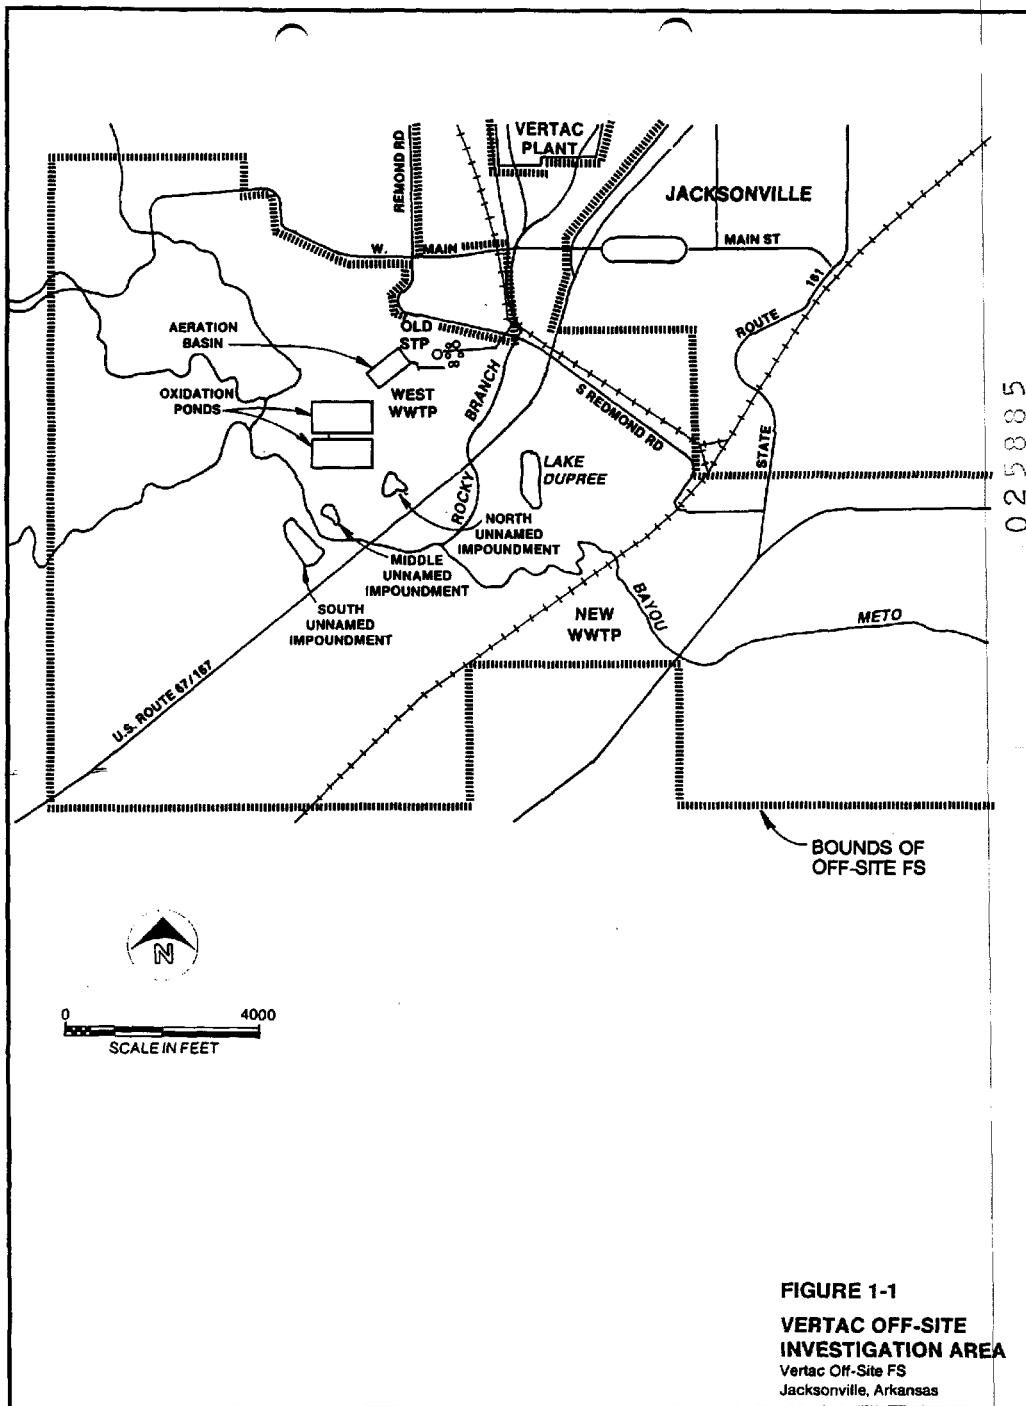 VERTAC
PLANT
REMOND RD
JACKSONVILLE
W. MAIN
MAIN ST
161
ROUTE
STATE
AERATION
BASIN
OLD
STP
WEST
WWTP
OXIDATION
PONDS
BRANCH
ROCKY
S REDMOND RD
LAKE
DUPREE
NORTH
UNNAMED
IMPOUNDMENT
MIDDLE
UNNAMED
IMPOUNDMENT
SOUTH
UNNAMED
IMPOUNDMENT
NEW
WWTP
BAYOU
METO
U.S. ROUTE 67/167
BOUNDS OF
OFF-SITE FS
N
0 4000
SCALE IN FEET
025885
FIGURE 1-1
VERTAC OFF-SITE
INVESTIGATION AREA
Vertac Off-Site FS
Jacksonville, Arkansas